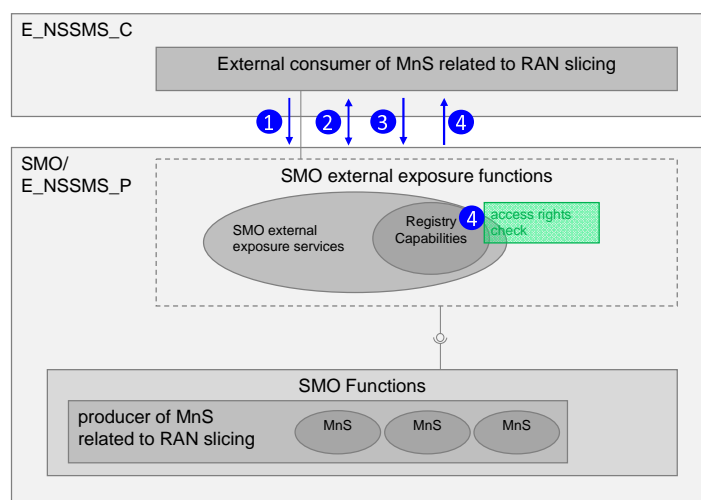 E_NSSMS_C
External consumer of MnS related to RAN slicing
1 2 3 4
SMO/
E_NSSMS_P
SMO external exposure functions
SMO external
exposure services
Registry
Capabilities
4
access rights
check
SMO Functions
producer of MnS
related to RAN slicing
MnS MnS MnS